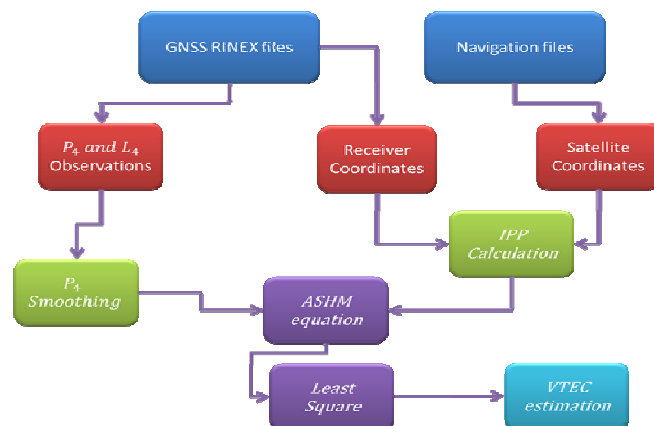 GNSS RINEX files
Navigation files
P₄ and L₄
Observations
Receiver
Coordinates
Satellite
Coordinates
IPP
Calculation
P₄
Smoothing
ASHM
equation
Least
Square
VTEC
estimation